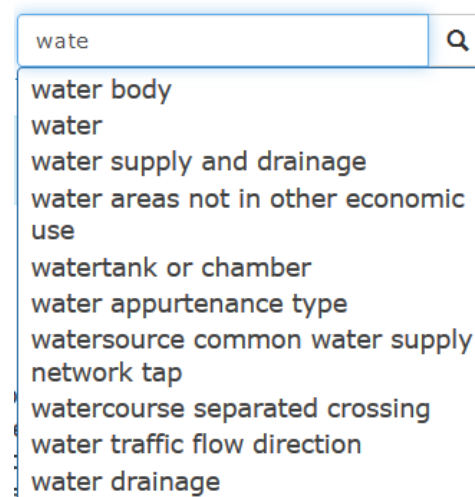 wate
water body
water
water supply and drainage
water areas not in other economic
use
watertank or chamber
water appurtenance type
watersource common water supply
network tap
watercourse separated crossing
water traffic flow direction
water drainage